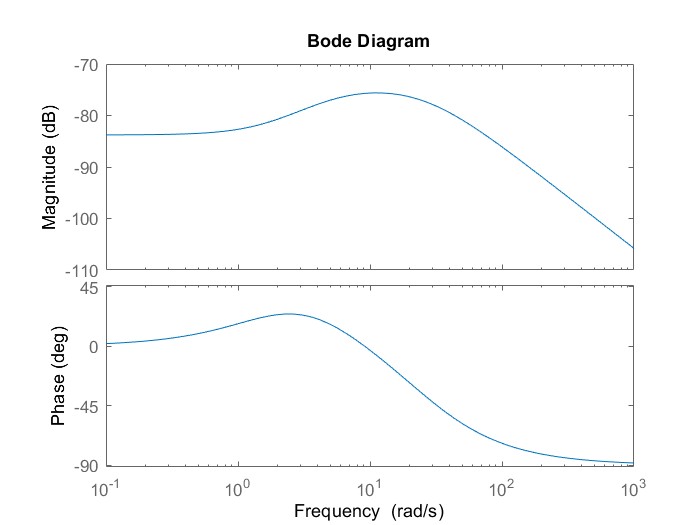 Bode Diagram
Magnitude (dB)
-70
-80
-90
-100
-110
Phase (deg)
45
0
-45
-90
10^-1 10^0 10^1 10^2 10^3
Frequency (rad/s)